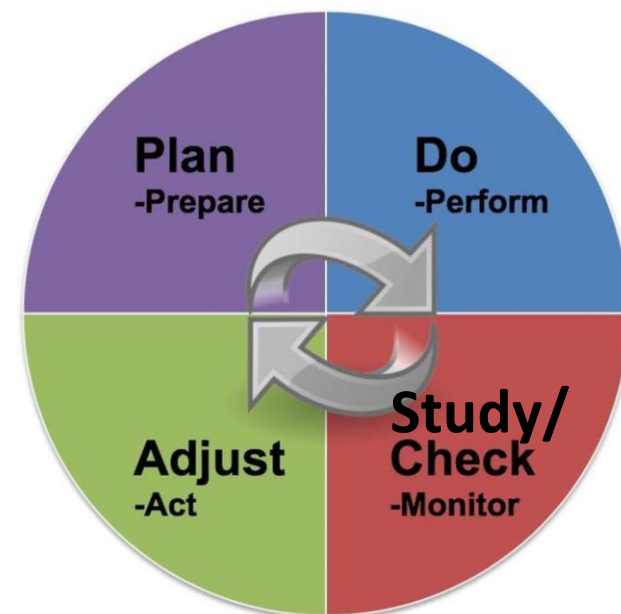 Plan
-Prepare
Do
-Perform
Study/
Check
-Monitor
Adjust
-Act